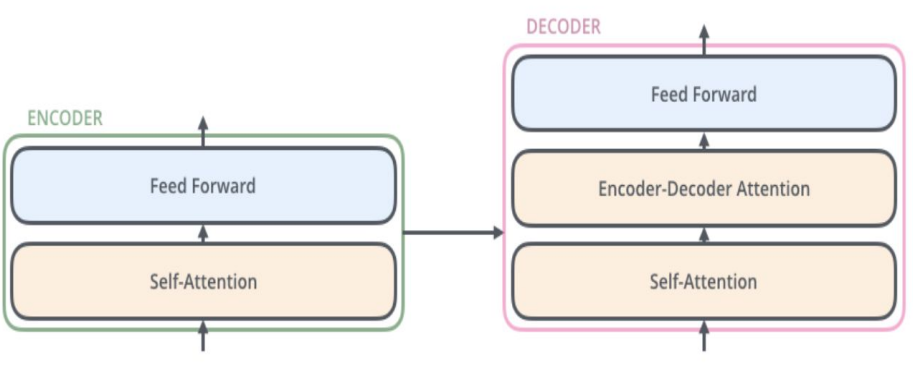 ENCODER
Feed Forward
Self-Attention
DECODER
Feed Forward
Encoder-Decoder Attention
Self-Attention